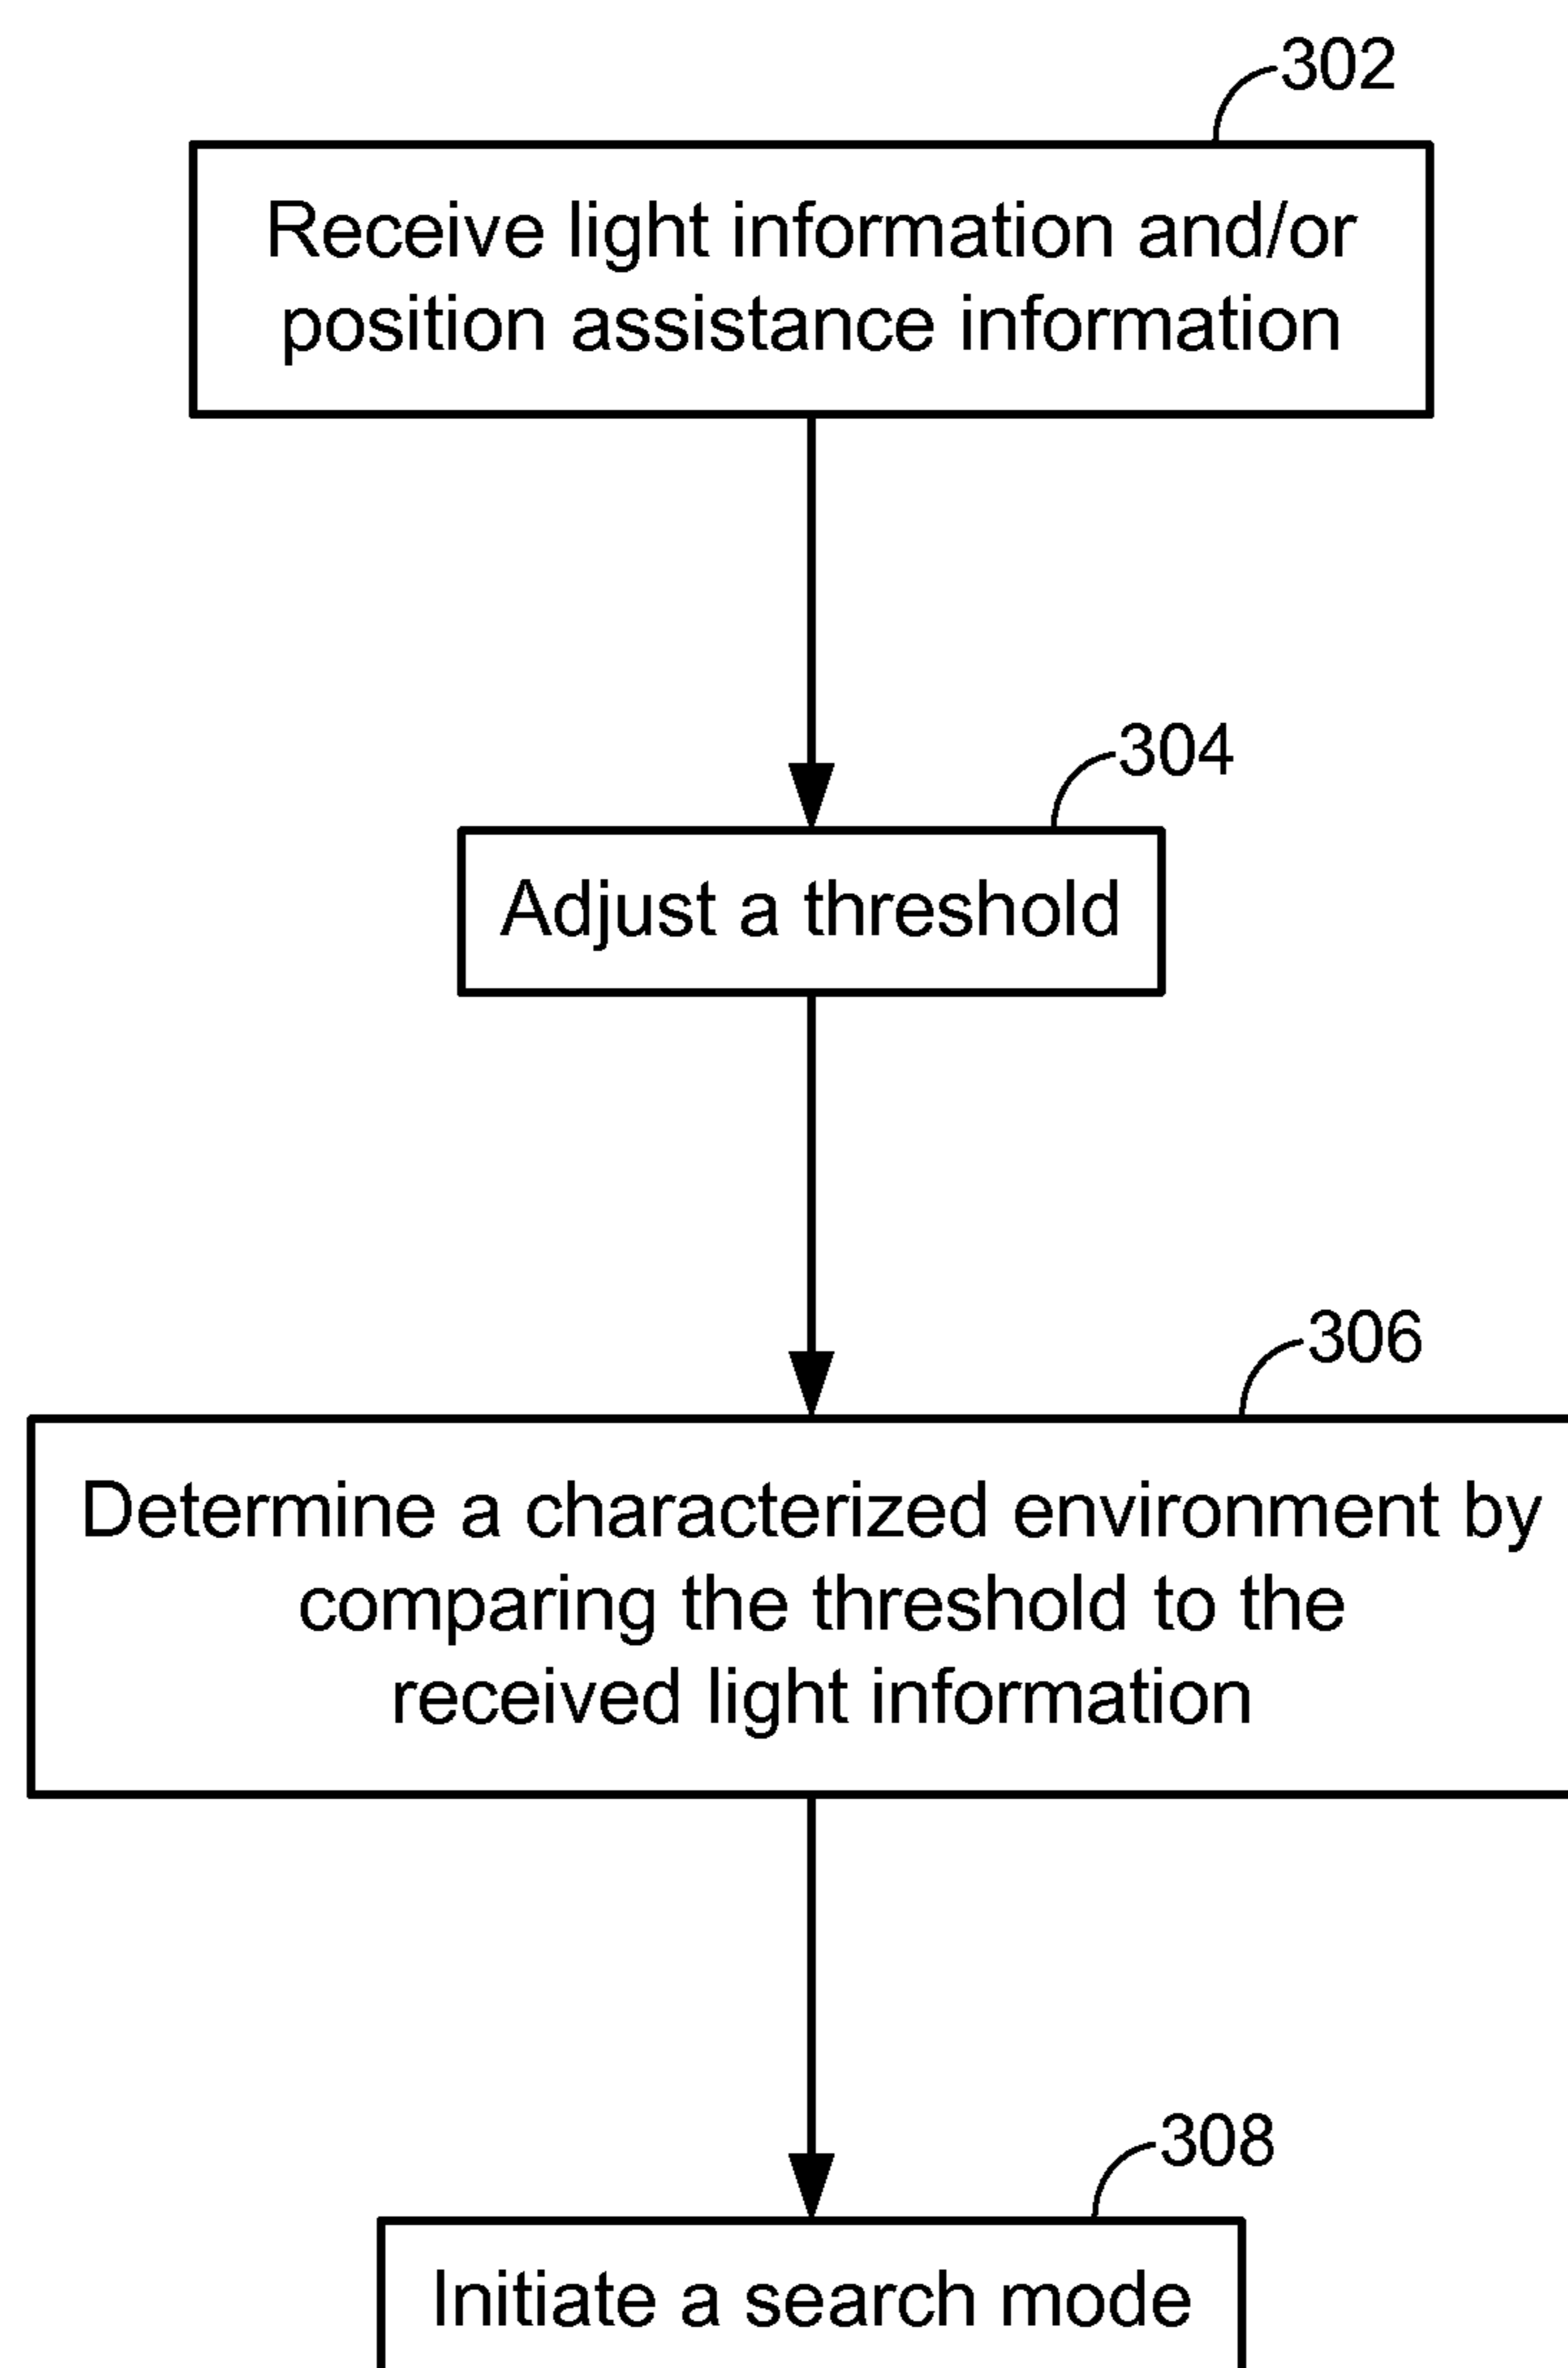 302
Receive light information and/or
position assistance information
304
Adjust a threshold
306
Determine a characterized environment by
comparing the threshold to the
received light information
308
Initiate a search mode